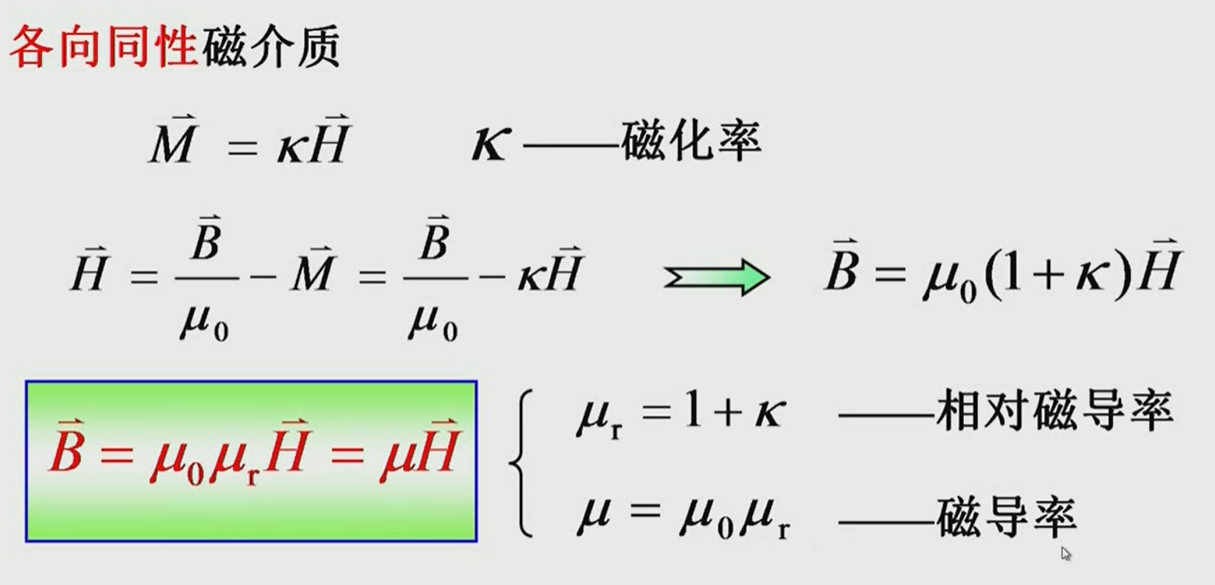 各向同性磁介质
$\vec{M} = \kappa\vec{H}$ κ——磁化率
$\vec{H} = \frac{\vec{B}}{\mu_0} - \vec{M} = \frac{\vec{B}}{\mu_0} - \kappa\vec{H}$ ⇒ $\vec{B} = \mu_0(1+\kappa)\vec{H}$
$\vec{B} = \mu_0\mu_r\vec{H} = \mu\vec{H}$
$\mu_r = 1 + \kappa$ ——相对磁导率
$\mu = \mu_0\mu_r$ ——磁导率